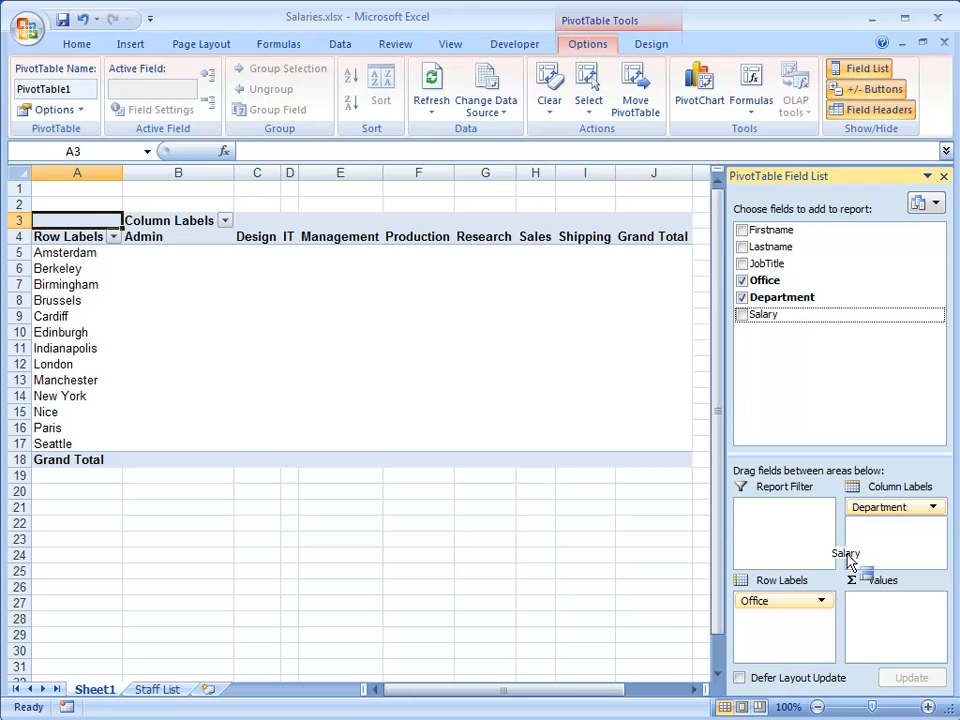 Salaries.xlsx - Microsoft Excel
PivotTable Tools
Home Insert Page Layout Formulas Data Review View Developer Options Design
PivotTable Name:
PivotTable1
Options
PivotTable
Active Field:
Field Settings
Active Field
Group Selection
Ungroup
Group Field
Group
Sort
Sort
Refresh
Change Data Source
Data
Clear
Select
Move PivotTable
Actions
PivotChart
Formulas
OLAP tools
Tools
Field List
+/- Buttons
Field Headers
Show/Hide
A3 fx
A B C D E F G H I J
1
2
3 Column Labels
4 Row Labels Admin Design IT Management Production Research Sales Shipping Grand Total
5 Amsterdam
6 Berkeley
7 Birmingham
8 Brussels
9 Cardiff
10 Edinburgh
11 Indianapolis
12 London
13 Manchester
14 New York
15 Nice
16 Paris
17 Seattle
18 Grand Total
19
20
21
22
23
24
25
26
27
28
29
30
31
PivotTable Field List
Choose fields to add to report:
Firstname
Lastname
JobTitle
Office
Department
Salary
Drag fields between areas below:
Report Filter Column Labels
Department
Salary
Row Labels Σ Values
Office
Defer Layout Update Update
Sheet1 Staff List
Ready 100%